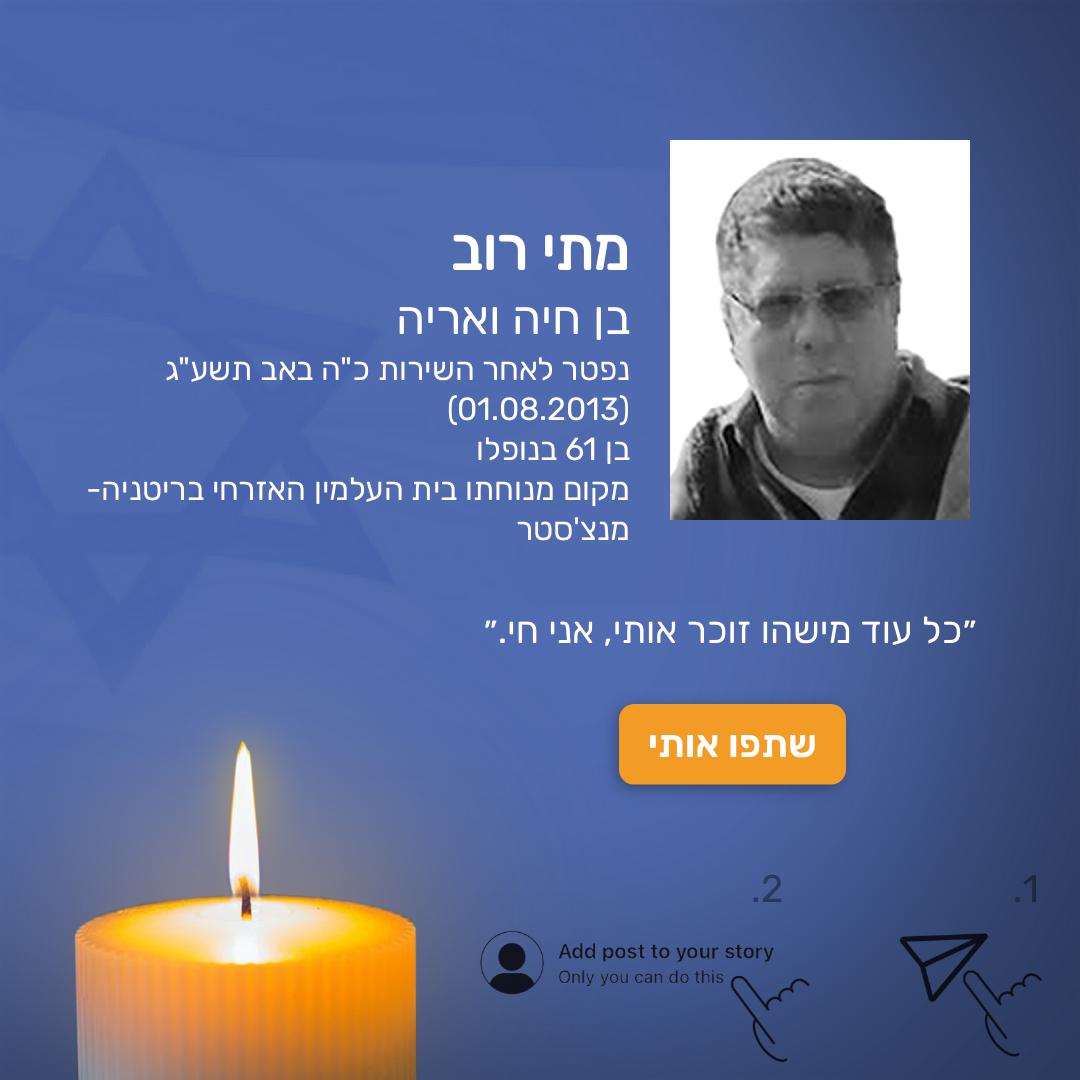 מתי רוב
בן חיה ואריה
נפטר לאחר השירות כ"ה באב תשע"ג
(01.08.2013)
בן 61 בנופלו
מקום מנוחתו בית העלמין האזרחי בריטניה-
מנצ'סטר
״כל עוד מישהו זוכר אותי, אני חי.״
שתפו אותי
.1
.2
Add post to your story
Only you can do this